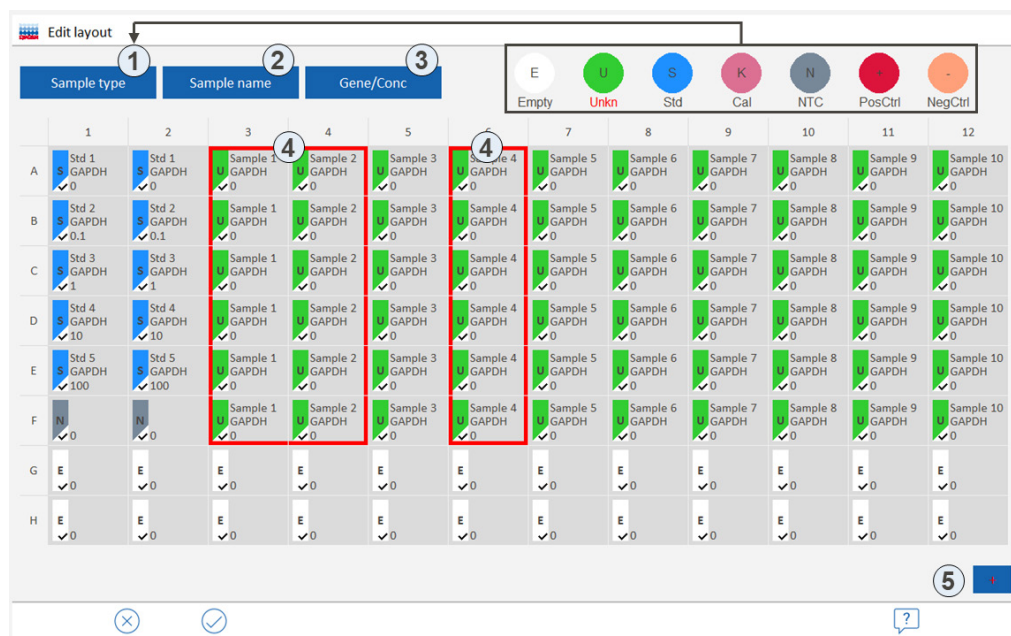 Edit layout
1 2 3
Sample type Sample name Gene/Conc
E U S K N + -
Empty Unkn Std Cal NTC PosCtrl NegCtrl
1 2 3 4 5 7 8 9 10 11 12
4 4
Std 1 Std 1 Sample 1 Sample 2 Sample 3 Sample 4 Sample 5 Sample 6 Sample 7 Sample 8 Sample 9 Sample 10
A S GAPDH S GAPDH U GAPDH U GAPDH U GAPDH U GAPDH U GAPDH U GAPDH U GAPDH U GAPDH U GAPDH U GAPDH
0 0 0 0 0 0 0 0 0 0 0 0
Std 2 Std 2 Sample 1 Sample 2 Sample 3 Sample 4 Sample 5 Sample 6 Sample 7 Sample 8 Sample 9 Sample 10
B S GAPDH S GAPDH U GAPDH U GAPDH U GAPDH U GAPDH U GAPDH U GAPDH U GAPDH U GAPDH U GAPDH U GAPDH
0.1 0.1 0 0 0 0 0 0 0 0 0 0
Std 3 Std 3 Sample 1 Sample 2 Sample 3 Sample 4 Sample 5 Sample 6 Sample 7 Sample 8 Sample 9 Sample 10
C S GAPDH S GAPDH U GAPDH U GAPDH U GAPDH U GAPDH U GAPDH U GAPDH U GAPDH U GAPDH U GAPDH U GAPDH
1 1 0 0 0 0 0 0 0 0 0 0
Std 4 Std 4 Sample 1 Sample 2 Sample 3 Sample 4 Sample 5 Sample 6 Sample 7 Sample 8 Sample 9 Sample 10
D S GAPDH S GAPDH U GAPDH U GAPDH U GAPDH U GAPDH U GAPDH U GAPDH U GAPDH U GAPDH U GAPDH U GAPDH
10 10 0 0 0 0 0 0 0 0 0 0
Std 5 Std 5 Sample 1 Sample 2 Sample 3 Sample 4 Sample 5 Sample 6 Sample 7 Sample 8 Sample 9 Sample 10
E S GAPDH S GAPDH U GAPDH U GAPDH U GAPDH U GAPDH U GAPDH U GAPDH U GAPDH U GAPDH U GAPDH U GAPDH
100 100 0 0 0 0 0 0 0 0 0 0
Sample 1 Sample 2 Sample 3 Sample 4 Sample 5 Sample 6 Sample 7 Sample 8 Sample 9 Sample 10
F N N U GAPDH U GAPDH U GAPDH U GAPDH U GAPDH U GAPDH U GAPDH U GAPDH U GAPDH U GAPDH
0 0 0 0 0 0 0 0 0 0 0 0
G E E E E E E E E E E E E
0 0 0 0 0 0 0 0 0 0 0 0
H E E E E E E E E E E E E
0 0 0 0 0 0 0 0 0 0 0 0
5 +
?